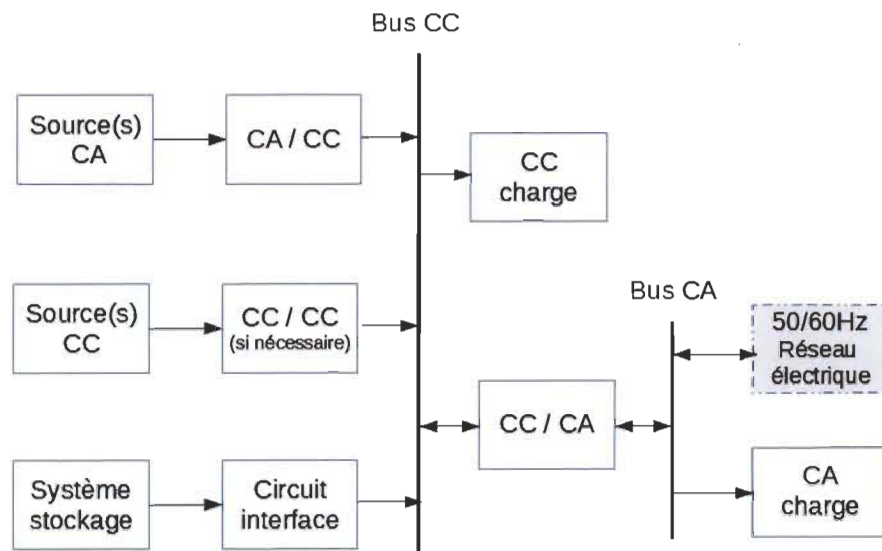 Bus CC
Source(s)
CA
CA / CC
CC
charge
Source(s)
CC
CC / CC
(si nécessaire)
Bus CA
50/60Hz
Réseau
électrique
CC / CA
Système
stockage
Circuit
interface
CA
charge